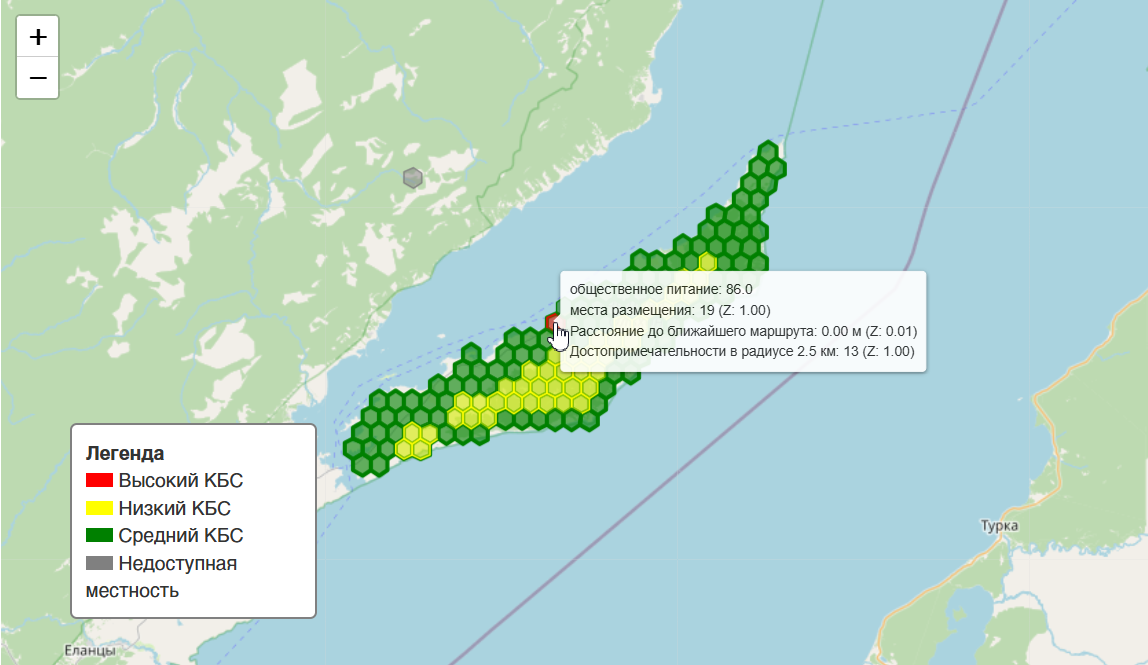 +
−
общественное питание: 86.0
места размещения: 19 (Z: 1.00)
Расстояние до ближайшего маршрута: 0.00 м (Z: 0.01)
Достопримечательности в радиусе 2.5 км: 13 (Z: 1.00)
Легенда
Высокий КБС
Низкий КБС
Средний КБС
Недоступная
местность
Турка
Еланцы